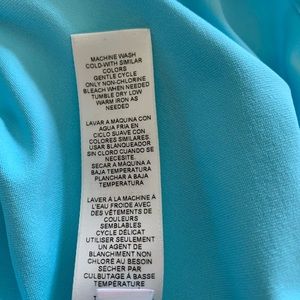 MACHINE WASH
COLD-WITH SIMILAR
COLORS
GENTLE CYCLE
ONLY NON-CHLORINE
BLEACH WHEN NEEDED
TUMBLE DRY LOW
WARM IRON AS
NEEDED
LAVAR A MAQUINA CON
AGUA FRIA EN
CICLO SUAVE CON
COLORES SIMILARES.
USAR BLANQUEADOR
SIN CLORO CUANDO SE
NECESITE.
SECAR A MAQUINA A
BAJA TEMPERATURA
PLANCHAR A BAJA
TEMPERATURA
LAVER À LA MACHINE À
L'EAU FROIDE AVEC
DES VÊTEMENTS DE
COULEURS
SEMBLABLES
CYCLE DÉLICAT
UTILISER SEULEMENT
UN AGENT DE
BLANCHIMENT NON
CHLORÉ AU BESOIN
SÉCHER PAR
CULBUTAGE À BASSE
TEMPÉRATURE